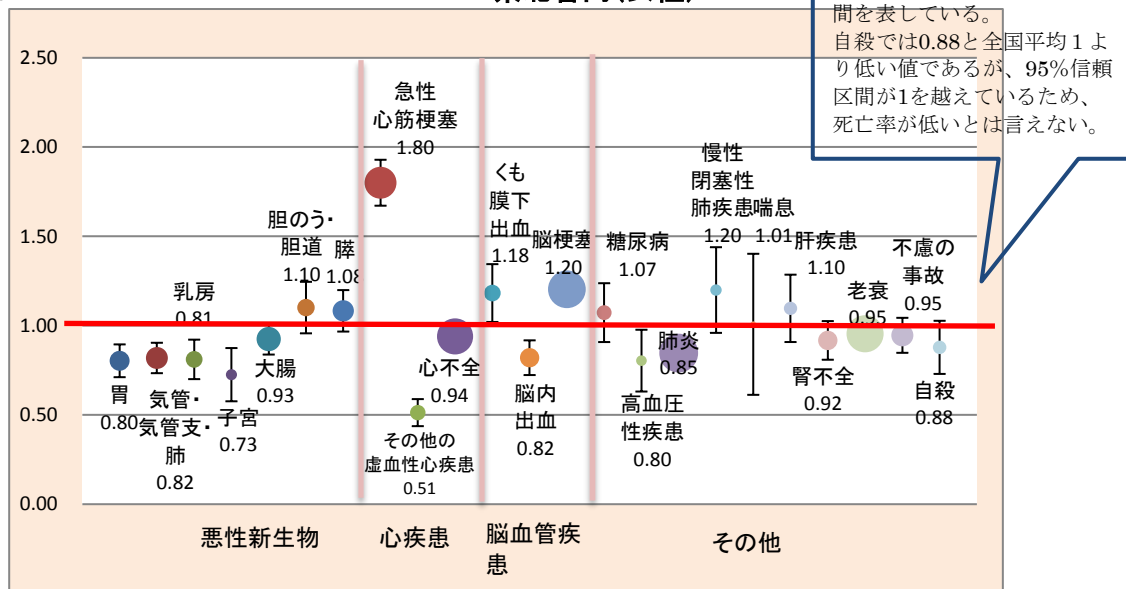 間を表している。
自殺では0.88と全国平均１よ
り低い値であるが、95%信頼
区間が1を越えているため、
死亡率が低いとは言えない。
2.50
2.00
1.50
1.00
0.50
0.00
胃
0.80
気管・
気管支・
肺
0.82
乳房
0.81
子宮
0.73
大腸
0.93
胆のう・
胆道
1.10
膵
1.08
急性
心筋梗塞
1.80
その他の
虚血性心疾患
0.51
心不全
0.94
くも
膜下
出血
1.18
脳内
出血
0.82
脳梗塞
1.20
糖尿病
1.07
高血圧
性疾患
0.80
肺炎
0.85
慢性
閉塞性
肺疾患
1.20
喘息
1.01
肝疾患
1.10
腎不全
0.92
老衰
0.95
不慮の
事故
0.95
自殺
0.88
悪性新生物
心疾患
脳血管疾
患
その他